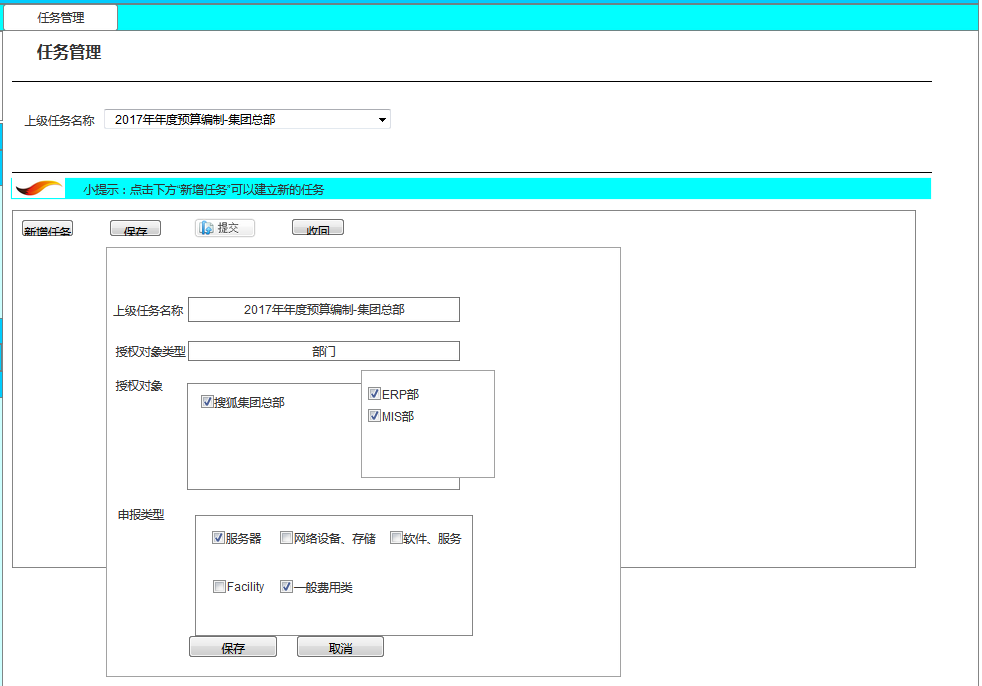 任务管理
任务管理
上级任务名称 2017年年度预算编制-集团总部
小提示：点击下方“新增任务”可以建立新的任务
新增任务 保存 提交 收回
上级任务名称 2017年年度预算编制-集团总部
授权对象类型 部门
授权对象
搜狐集团总部
ERP部
MIS部
申报类型
服务器 网络设备、存储 软件、服务
Facility 一般费用类
保存 取消